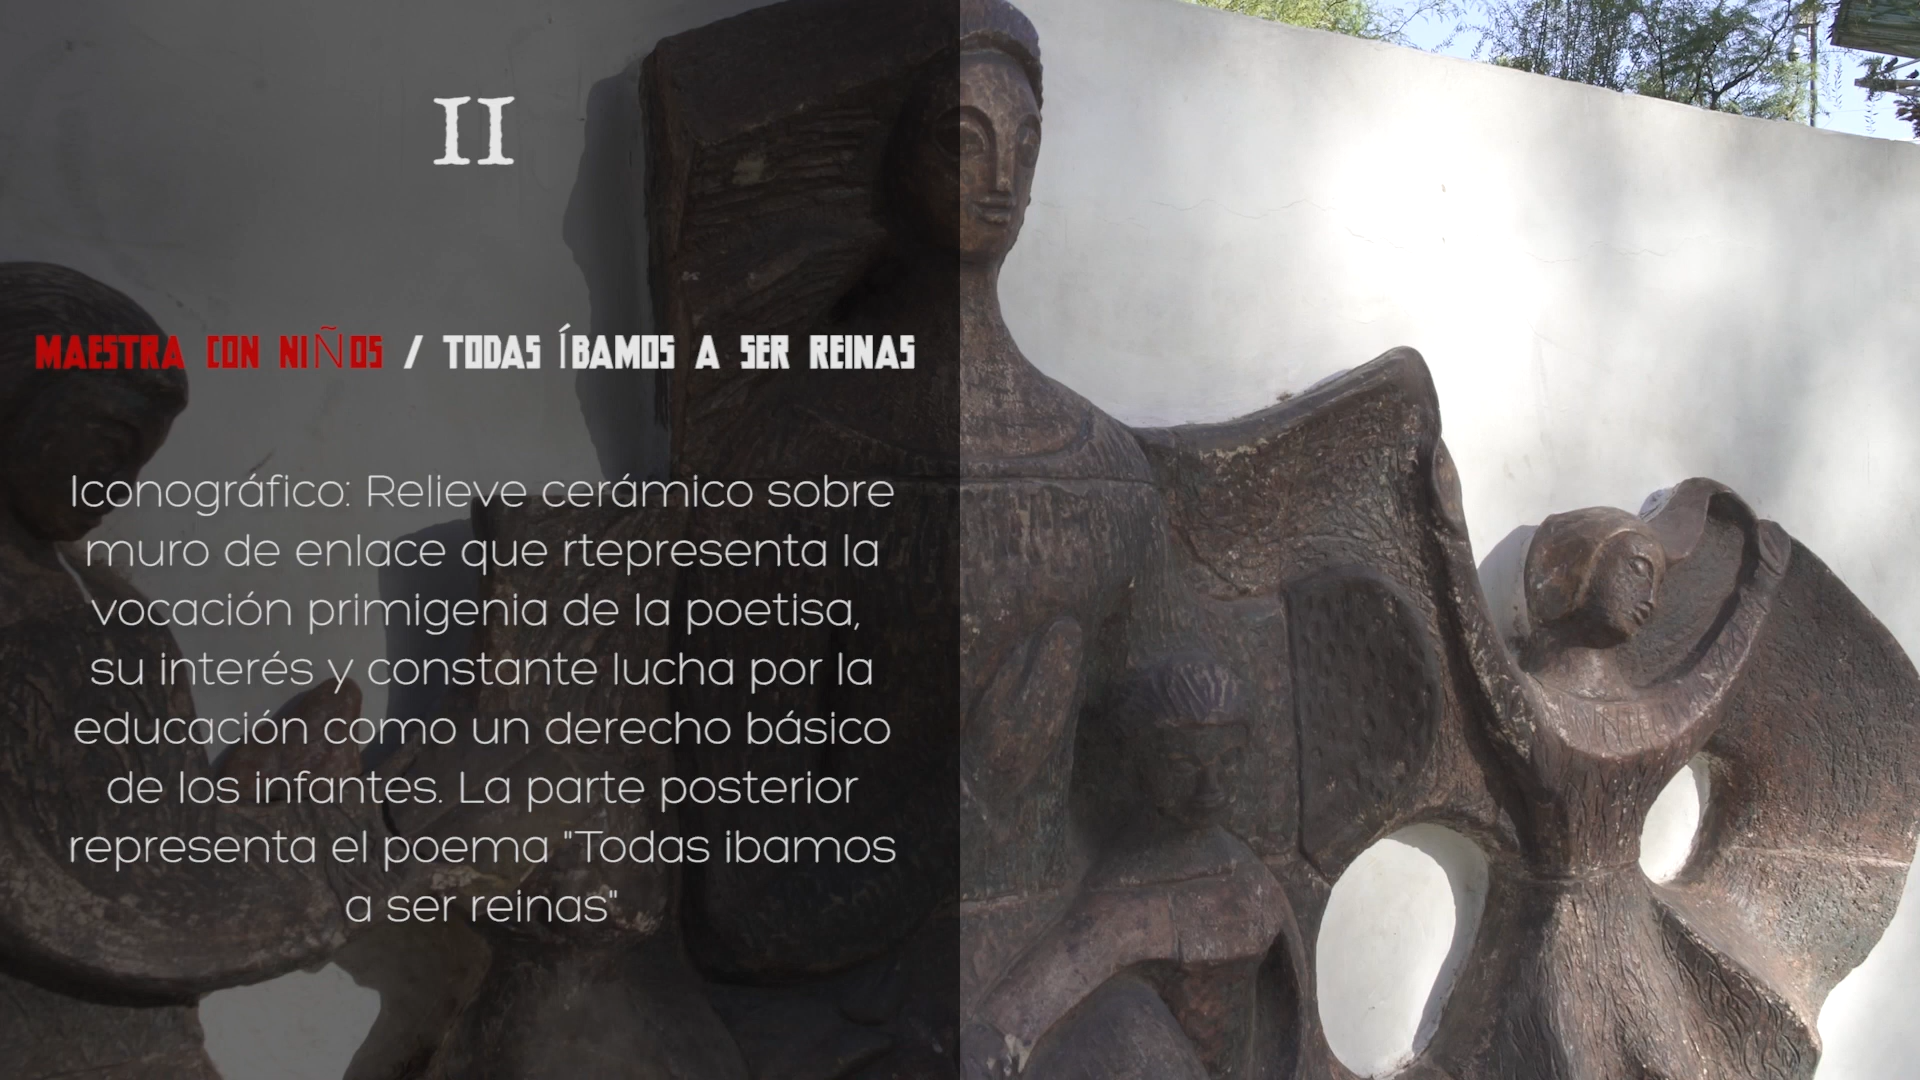 II
MAESTRA CON NIÑOS / TODAS ÍBAMOS A SER REINAS
Iconográfico: Relieve cerámico sobre
muro de enlace que rtepresenta la
vocación primigenia de la poetisa,
su interés y constante lucha por la
educación como un derecho básico
de los infantes. La parte posterior
representa el poema "Todas ibamos
a ser reinas"